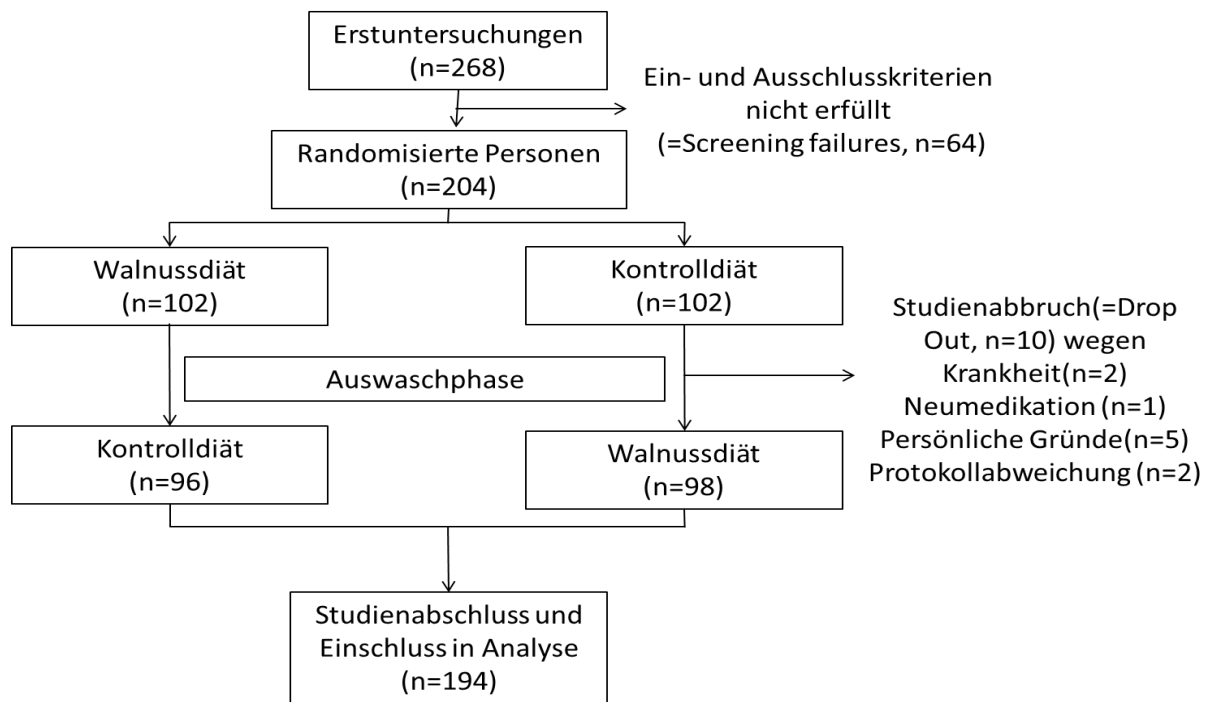 Erstuntersuchungen
(n=268)
Ein- und Ausschlusskriterien
nicht erfüllt
(=Screening failures, n=64)
Randomisierte Personen
(n=204)
Walnussdiät
(n=102)
Kontrolldiät
(n=102)
Studienabbruch(=Drop
Out, n=10) wegen
Krankheit(n=2)
Neumedikation (n=1)
Persönliche Gründe(n=5)
Protokollabweichung (n=2)
Auswaschphase
Kontrolldiät
(n=96)
Walnussdiät
(n=98)
Studienabschluss und
Einschluss in Analyse
(n=194)